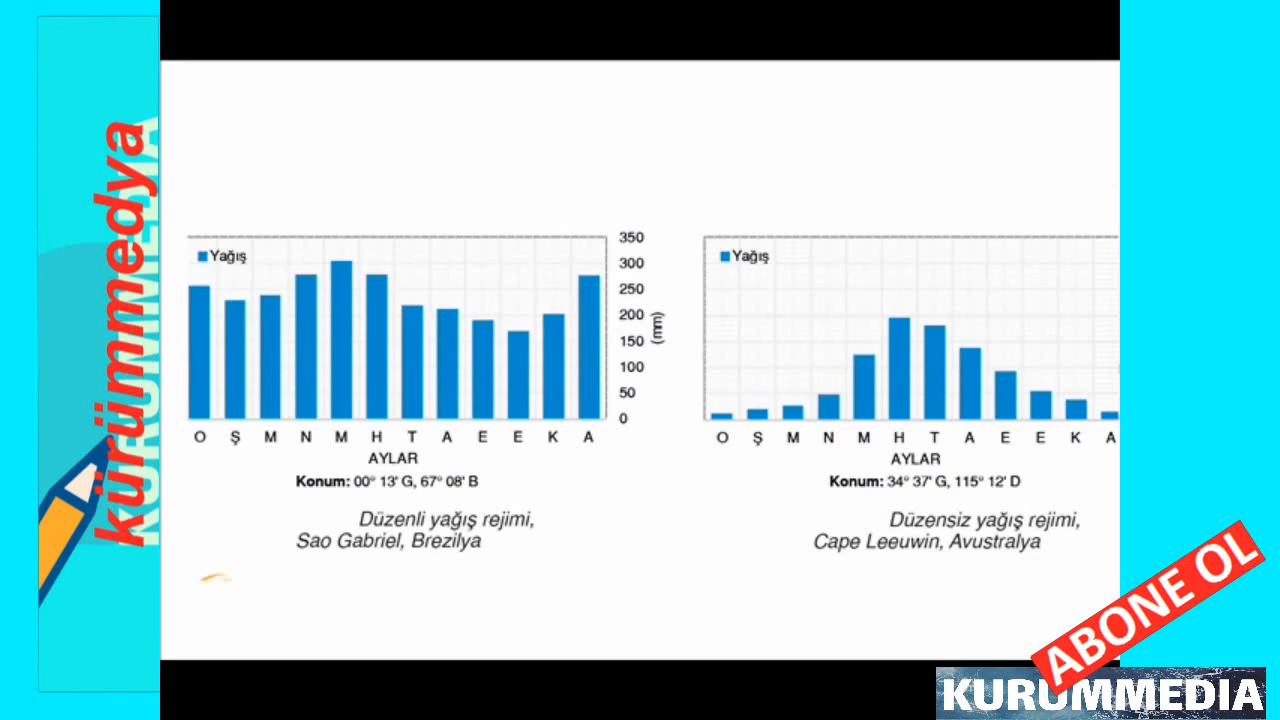 kürümmedya
KURUMMEDIA
Yağış
350
300
250
200
150
100
50
0
(mm)
O Ş M N M H T A E E K A
AYLAR
Konum: 00° 13' G, 67° 08' B
Düzenli yağış rejimi,
Sao Gabriel, Brezilya
Yağış
O Ş M N M H T A E E K A
AYLAR
Konum: 34° 37' G, 115° 12' D
Düzensiz yağış rejimi,
Cape Leeuwin, Avustralya
ABONE OL
KURUMMEDIA